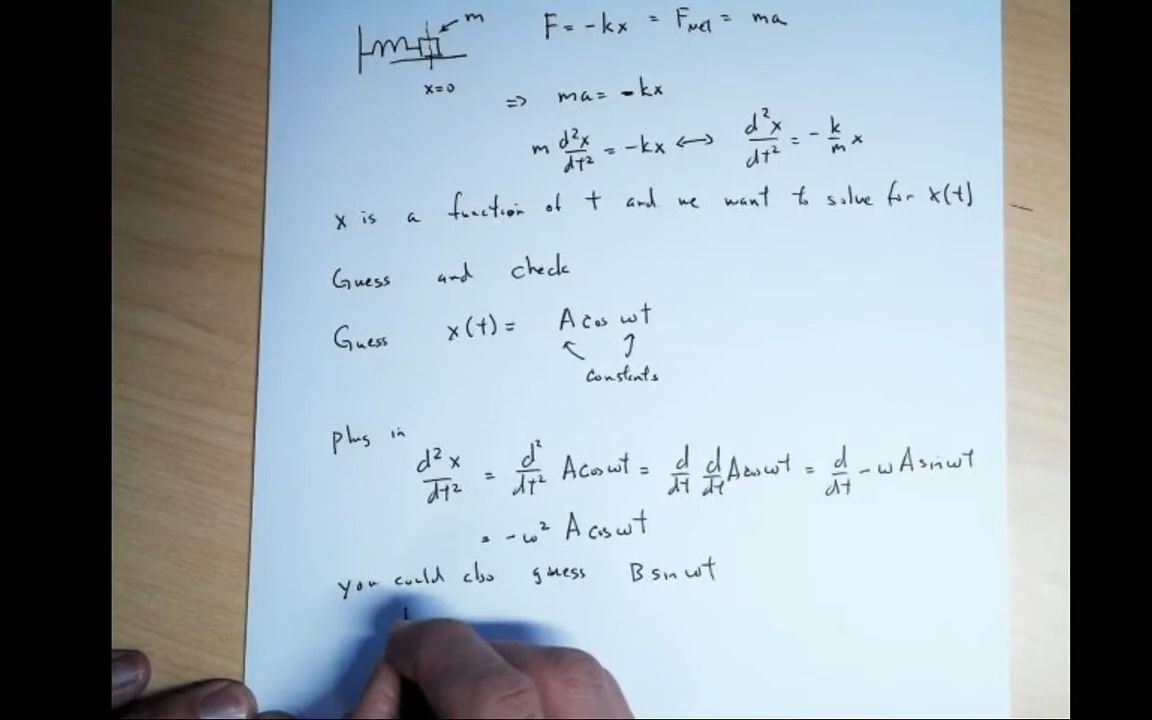 m F = -kx = F_Net = ma
x=0
=> ma = -kx
m d²x/dt² = -kx <-> d²x/dt² = - k/m x
x is a function of t and we want to solve for x(t)
Guess and check
Guess x(t) = A cos ωt
constants
plug in
d²x/dt² = d²/dt² A cos ωt = d/dt d/dt A cos ωt = d/dt - ω A sin ωt
= - ω² A cos ωt
you could also guess B sin ωt